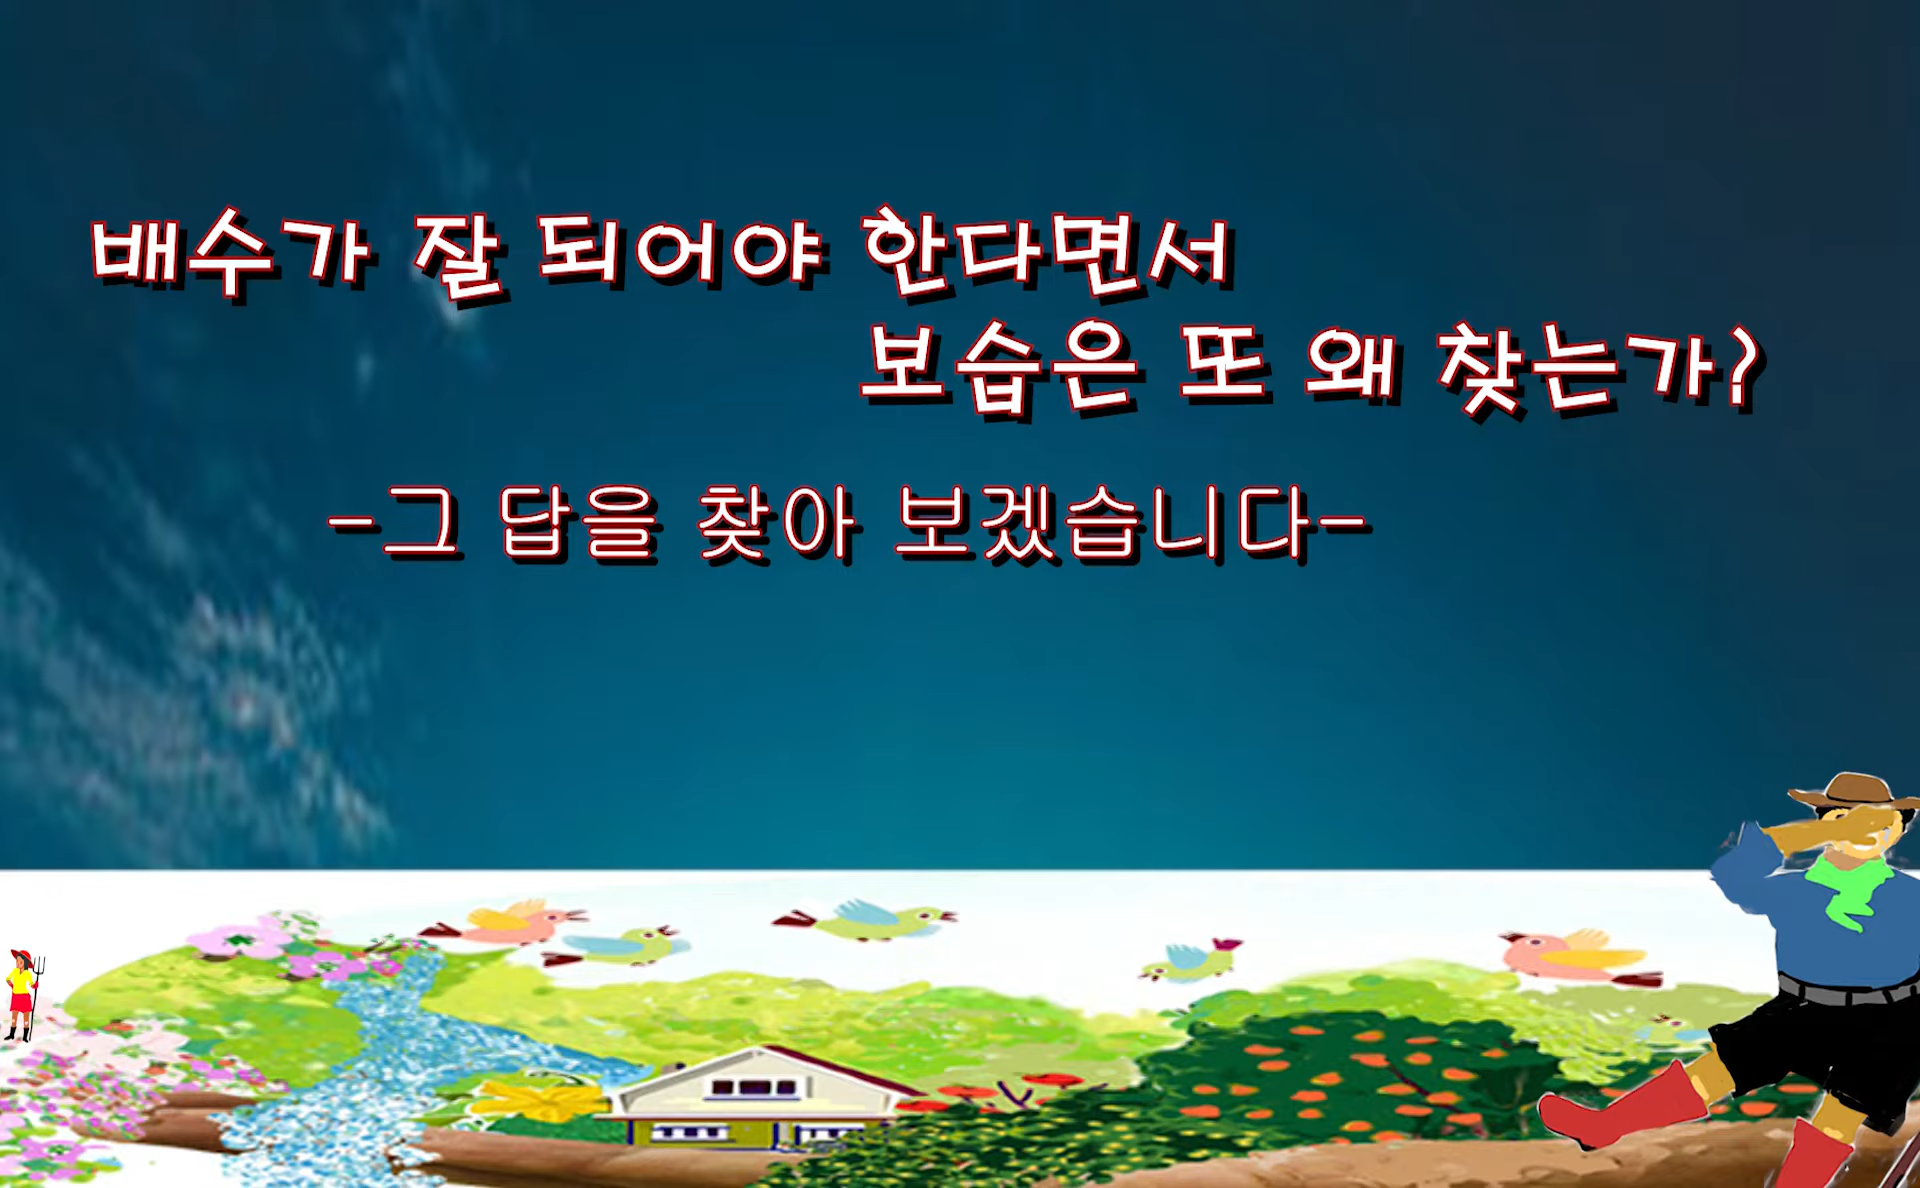 배수가 잘 되어야 한다면서
보습은 또 왜 찾는가?
-그 답을 찾아 보겠습니다-